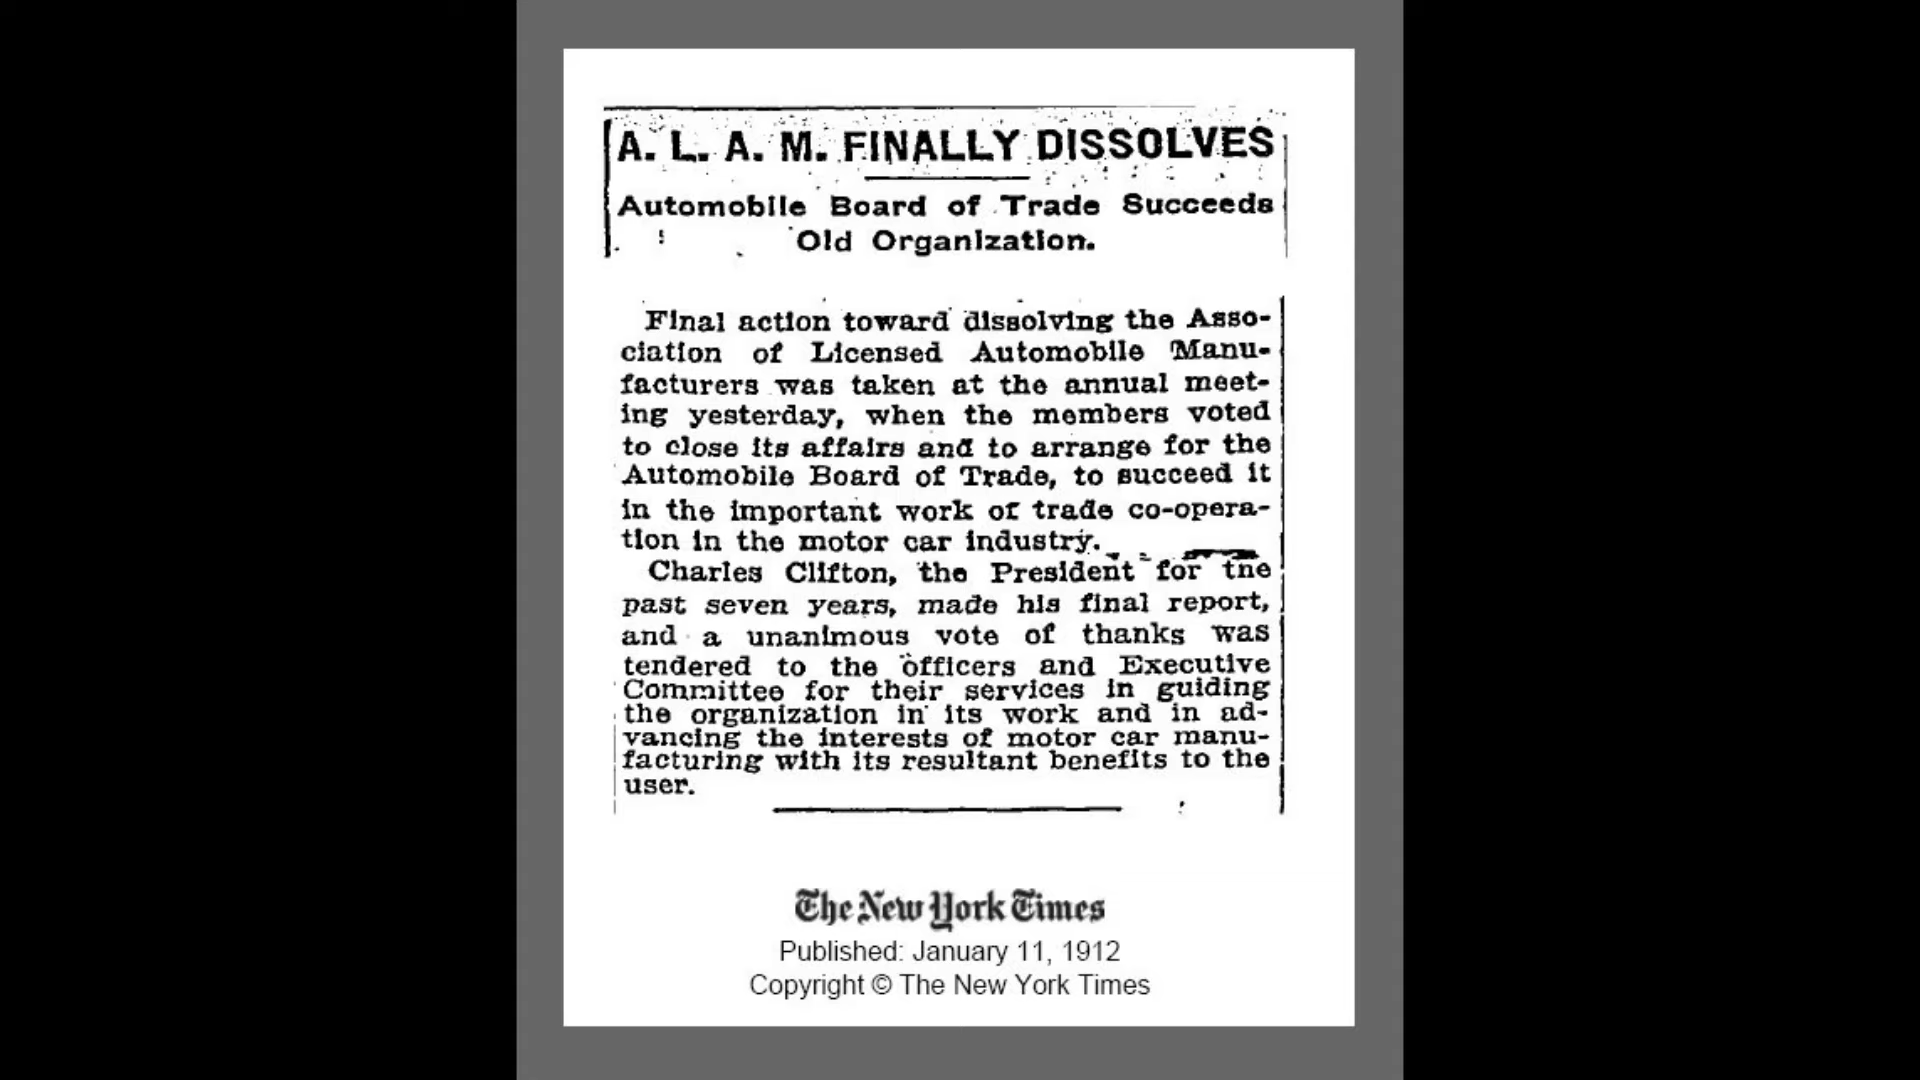 A. L. A. M. FINALLY DISSOLVES
Automobile Board of Trade Succeeds
Old Organization.
Final action toward dissolving the Asso-
ciation of Licensed Automobile Manu-
facturers was taken at the annual meet-
ing yesterday, when the members voted
to close its affairs and to arrange for the
Automobile Board of Trade, to succeed it
in the important work of trade co-opera-
tion in the motor car industry.
Charles Clifton, the President for the
past seven years, made his final report,
and a unanimous vote of thanks was
tendered to the officers and Executive
Committee for their services in guiding
the organization in its work and in ad-
vancing the interests of motor car manu-
facturing with its resultant benefits to the
user.
The New York Times
Published: January 11, 1912
Copyright © The New York Times